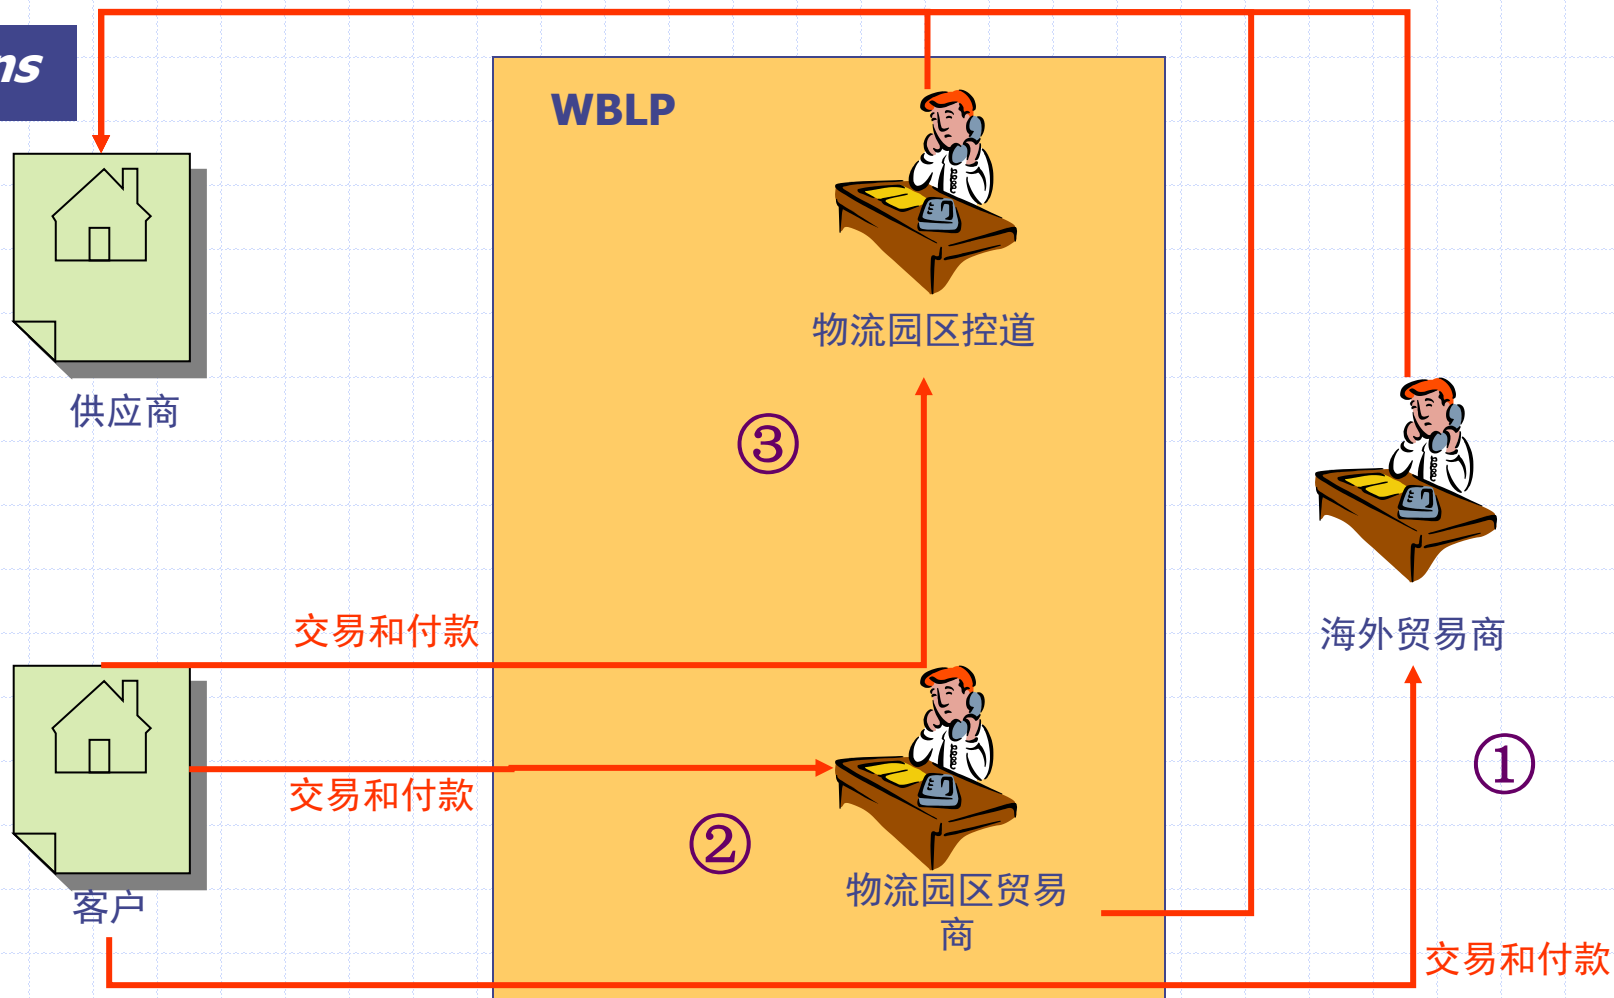 ns
WBLP
物流园区控道
供应商
③
海外贸易商
交易和付款
①
交易和付款
②
物流园区贸易
商
客户
交易和付款